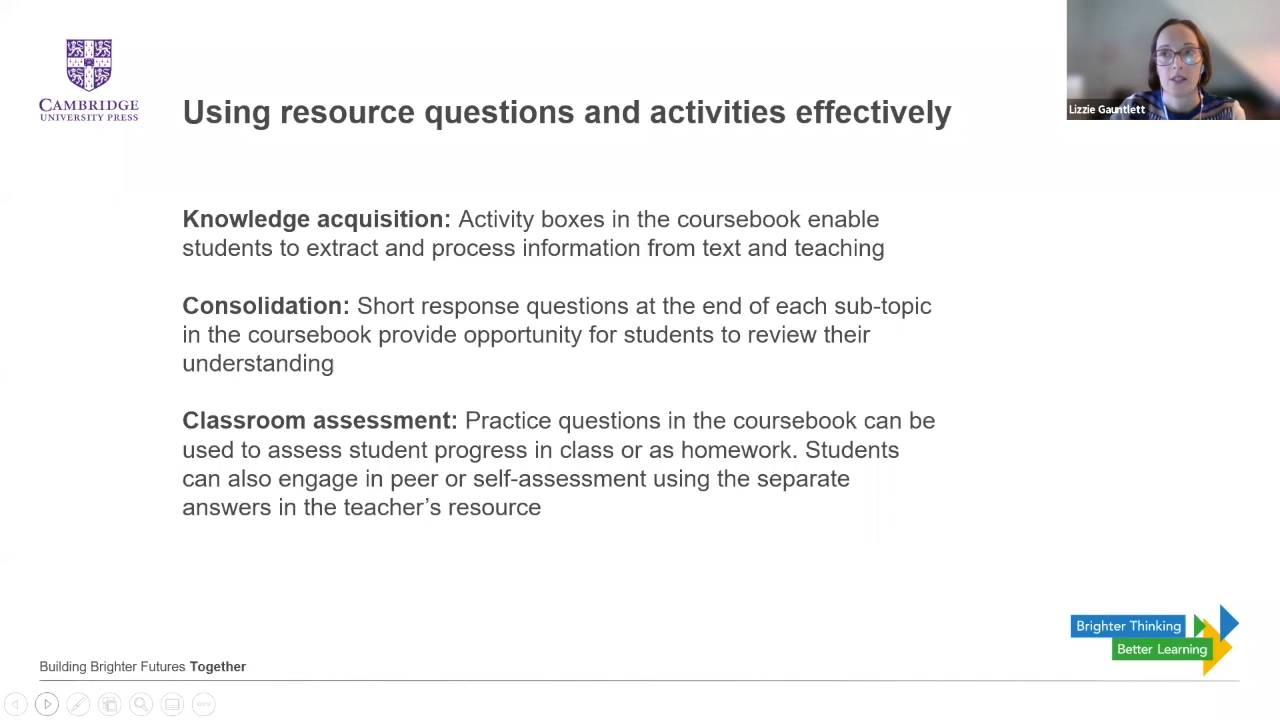 CAMBRIDGE
UNIVERSITY PRESS
Using resource questions and activities effectively
Lizzie Gauntlett
Knowledge acquisition: Activity boxes in the coursebook enable
students to extract and process information from text and teaching
Consolidation: Short response questions at the end of each sub-topic
in the coursebook provide opportunity for students to review their
understanding
Classroom assessment: Practice questions in the coursebook can be
used to assess student progress in class or as homework. Students
can also engage in peer or self-assessment using the separate
answers in the teacher’s resource
Brighter Thinking
Better Learning
Building Brighter Futures Together